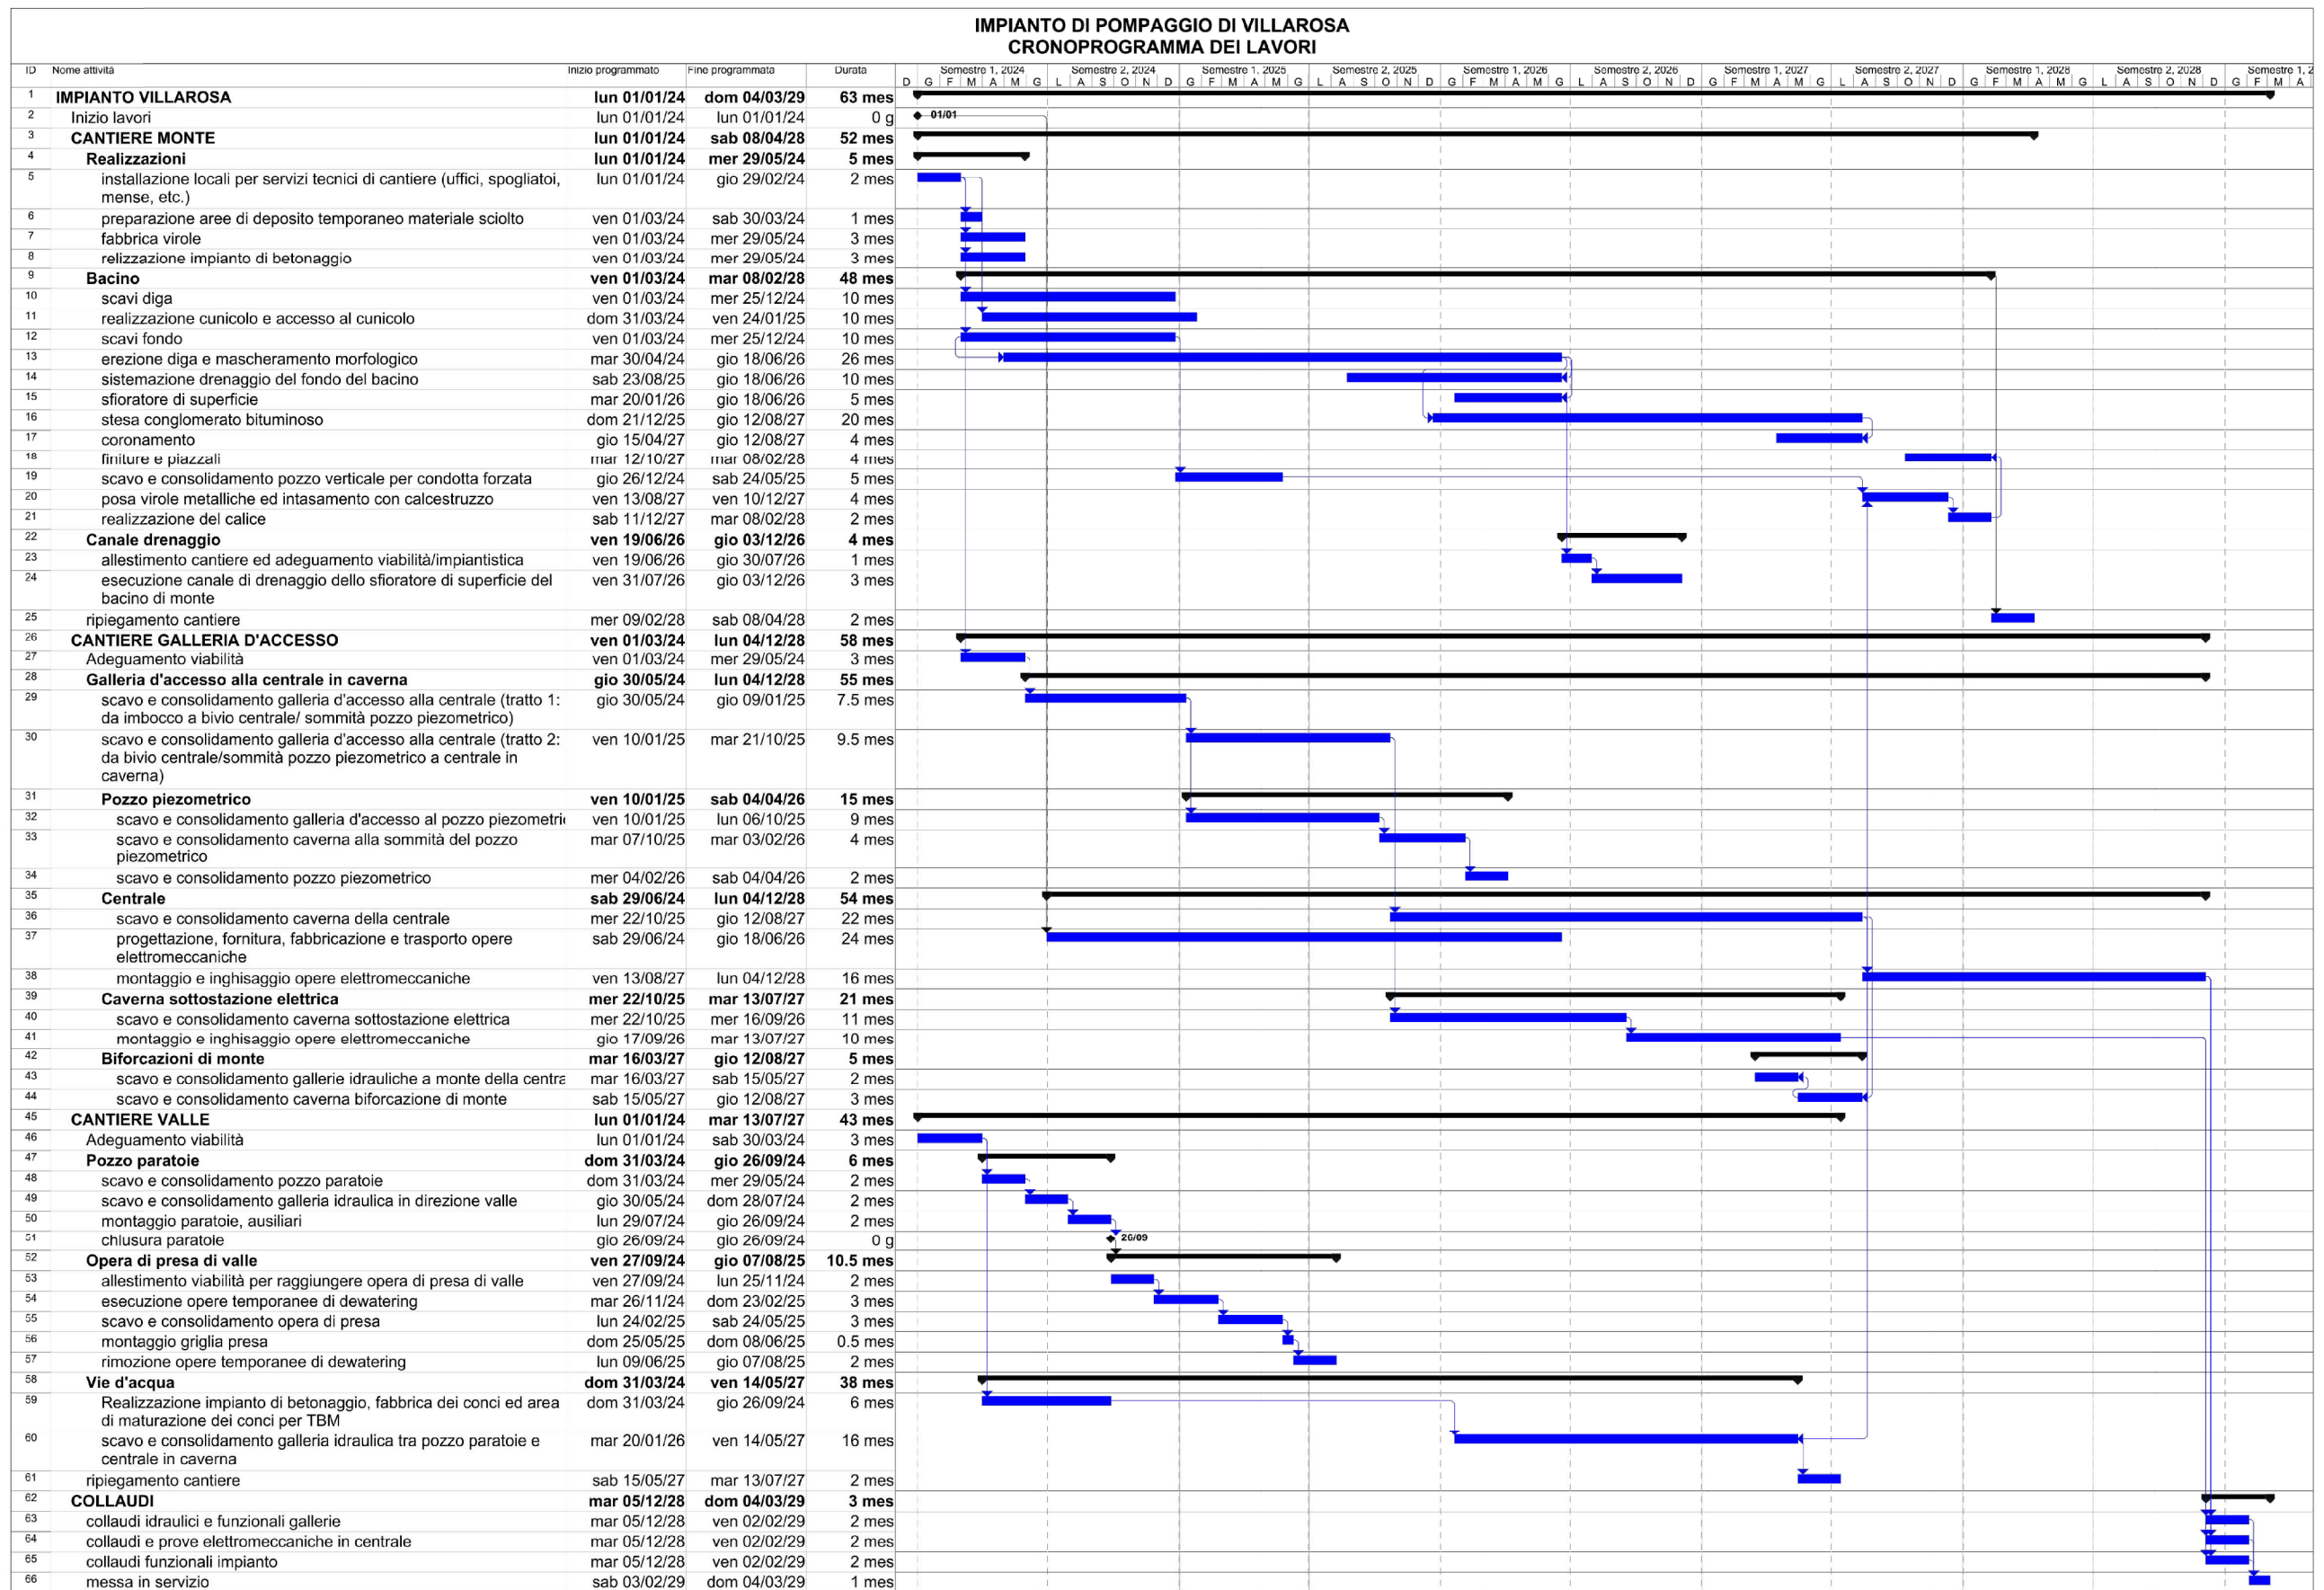 IMPIANTO DI POMPAGGIO DI VILLAROSA
CRONOPROGRAMMA DEI LAVORI
ID Nome attività Inizio programmato Fine programmata Durata Semestre 1, 2024 Semestre 2, 2024 Semestre 1, 2025 Semestre 2, 2025 Semestre 1, 2026 Semestre 2, 2026 Semestre 1, 2027 Semestre 2, 2027 Semestre 1, 2028 Semestre 2, 2028 Semestre 1, 2
D G F M A M G L A S O N D G F M A M G L A S O N D G F M A M G L A S O N D G F M A M G L A S O N D G F M A M G L A S O N D G F M A
1 IMPIANTO VILLAROSA lun 01/01/24 dom 04/03/29 63 mes
2 Inizio lavori lun 01/01/24 lun 01/01/24 0 g 01/01
3 CANTIERE MONTE lun 01/01/24 sab 08/04/28 52 mes
4 Realizzazioni lun 01/01/24 mer 29/05/24 5 mes
5 installazione locali per servizi tecnici di cantiere (uffici, spogliatoi, lun 01/01/24 gio 29/02/24 2 mes
mense, etc.)
6 preparazione aree di deposito temporaneo materiale sciolto ven 01/03/24 sab 30/03/24 1 mes
7 fabbrica virole ven 01/03/24 mer 29/05/24 3 mes
8 relizzazione impianto di betonaggio ven 01/03/24 mer 29/05/24 3 mes
9 Bacino ven 01/03/24 mar 08/02/28 48 mes
10 scavi diga ven 01/03/24 mer 25/12/24 10 mes
11 realizzazione cunicolo e accesso al cunicolo dom 31/03/24 ven 24/01/25 10 mes
12 scavi fondo ven 01/03/24 mer 25/12/24 10 mes
13 erezione diga e mascheramento morfologico mar 30/04/24 gio 18/06/26 26 mes
14 sistemazione drenaggio del fondo del bacino sab 23/08/25 gio 18/06/26 10 mes
15 sfioratore di superficie mar 20/01/26 gio 18/06/26 5 mes
16 stesa conglomerato bituminoso dom 21/12/25 gio 12/08/27 20 mes
17 coronamento gio 15/04/27 gio 12/08/27 4 mes
18 finiture e piazzali mar 12/10/27 mar 08/02/28 4 mes
19 scavo e consolidamento pozzo verticale per condotta forzata gio 26/12/24 sab 24/05/25 5 mes
20 posa virole metalliche ed intasamento con calcestruzzo ven 13/08/27 ven 10/12/27 4 mes
21 realizzazione del calice sab 11/12/27 mar 08/02/28 2 mes
22 Canale drenaggio ven 19/06/26 gio 03/12/26 4 mes
23 allestimento cantiere ed adeguamento viabilità/impiantistica ven 19/06/26 gio 30/07/26 1 mes
24 esecuzione canale di drenaggio dello sfioratore di superficie del ven 31/07/26 gio 03/12/26 3 mes
bacino di monte
25 ripiegamento cantiere mer 09/02/28 sab 08/04/28 2 mes
26 CANTIERE GALLERIA D'ACCESSO ven 01/03/24 lun 04/12/28 58 mes
27 Adeguamento viabilità ven 01/03/24 mer 29/05/24 3 mes
28 Galleria d'accesso alla centrale in caverna gio 30/05/24 lun 04/12/28 55 mes
29 scavo e consolidamento galleria d'accesso alla centrale (tratto 1: gio 30/05/24 gio 09/01/25 7.5 mes
da imbocco a bivio centrale/ sommità pozzo piezometrico)
30 scavo e consolidamento galleria d'accesso alla centrale (tratto 2: ven 10/01/25 mar 21/10/25 9.5 mes
da bivio centrale/sommità pozzo piezometrico a centrale in
caverna)
31 Pozzo piezometrico ven 10/01/25 sab 04/04/26 15 mes
32 scavo e consolidamento galleria d'accesso al pozzo piezometri ven 10/01/25 lun 06/10/25 9 mes
33 scavo e consolidamento caverna alla sommità del pozzo mar 07/10/25 mar 03/02/26 4 mes
piezometrico
34 scavo e consolidamento pozzo piezometrico mer 04/02/26 sab 04/04/26 2 mes
35 Centrale sab 29/06/24 lun 04/12/28 54 mes
36 scavo e consolidamento caverna della centrale mer 22/10/25 gio 12/08/27 22 mes
37 progettazione, fornitura, fabbricazione e trasporto opere sab 29/06/24 gio 18/06/26 24 mes
elettromeccaniche
38 montaggio e inghisaggio opere elettromeccaniche ven 13/08/27 lun 04/12/28 16 mes
39 Caverna sottostazione elettrica mer 22/10/25 mar 13/07/27 21 mes
40 scavo e consolidamento caverna sottostazione elettrica mer 22/10/25 mer 16/09/26 11 mes
41 montaggio e inghisaggio opere elettromeccaniche gio 17/09/26 mar 13/07/27 10 mes
42 Biforcazioni di monte mar 16/03/27 gio 12/08/27 5 mes
43 scavo e consolidamento gallerie idrauliche a monte della centra mar 16/03/27 sab 15/05/27 2 mes
44 scavo e consolidamento caverna biforcazione di monte sab 15/05/27 gio 12/08/27 3 mes
45 CANTIERE VALLE lun 01/01/24 mar 13/07/27 43 mes
46 Adeguamento viabilità lun 01/01/24 sab 30/03/24 3 mes
47 Pozzo paratoie dom 31/03/24 gio 26/09/24 6 mes
48 scavo e consolidamento pozzo paratoie dom 31/03/24 mer 29/05/24 2 mes
49 scavo e consolidamento galleria idraulica in direzione valle gio 30/05/24 dom 28/07/24 2 mes
50 montaggio paratoie, ausiliari lun 29/07/24 gio 26/09/24 2 mes
51 chiusura paratoie gio 26/09/24 gio 26/09/24 0 g 26/09
52 Opera di presa di valle ven 27/09/24 gio 07/08/25 10.5 mes
53 allestimento viabilità per raggiungere opera di presa di valle ven 27/09/24 lun 25/11/24 2 mes
54 esecuzione opere temporanee di dewatering mar 26/11/24 dom 23/02/25 3 mes
55 scavo e consolidamento opera di presa lun 24/02/25 sab 24/05/25 3 mes
56 montaggio griglia presa dom 25/05/25 dom 08/06/25 0.5 mes
57 rimozione opere temporanee di dewatering lun 09/06/25 gio 07/08/25 2 mes
58 Vie d'acqua dom 31/03/24 ven 14/05/27 38 mes
59 Realizzazione impianto di betonaggio, fabbrica dei conci ed area dom 31/03/24 gio 26/09/24 6 mes
di maturazione dei conci per TBM
60 scavo e consolidamento galleria idraulica tra pozzo paratoie e mar 20/01/26 ven 14/05/27 16 mes
centrale in caverna
61 ripiegamento cantiere sab 15/05/27 mar 13/07/27 2 mes
62 COLLAUDI mar 05/12/28 dom 04/03/29 3 mes
63 collaudi idraulici e funzionali gallerie mar 05/12/28 ven 02/02/29 2 mes
64 collaudi e prove elettromeccaniche in centrale mar 05/12/28 ven 02/02/29 2 mes
65 collaudi funzionali impianto mar 05/12/28 ven 02/02/29 2 mes
66 messa in servizio sab 03/02/29 dom 04/03/29 1 mes